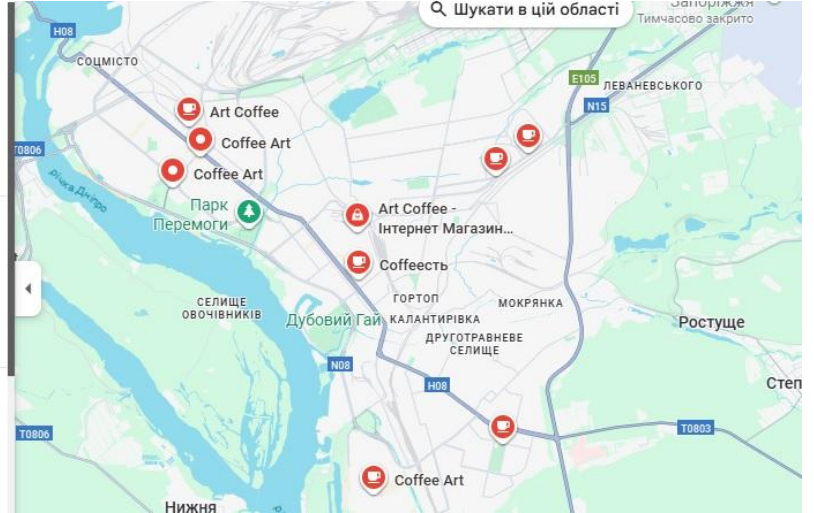 Шукати в цій області
Запоріжжя
Тимчасово закрито
H08
СОЦМІСТО
E105
ЛЕВАНЕВСЬКОГО
N15
Art Coffee
Coffee Art
T0806
Coffee Art
річка Дніпро
Парк
Перемоги
Art Coffee -
Інтернет Магазин...
Coffeeсть
СЕЛИЩЕ
ОВОЧІВНИКІВ
ГОРТОП
МОКРЯНКА
Дубовий Гай
КАЛАНТИРІВКА
Ростуще
ДРУГОТРАВНЕВЕ
СЕЛИЩЕ
N08
H08
Степ
T0806
T0803
Coffee Art
Нижня